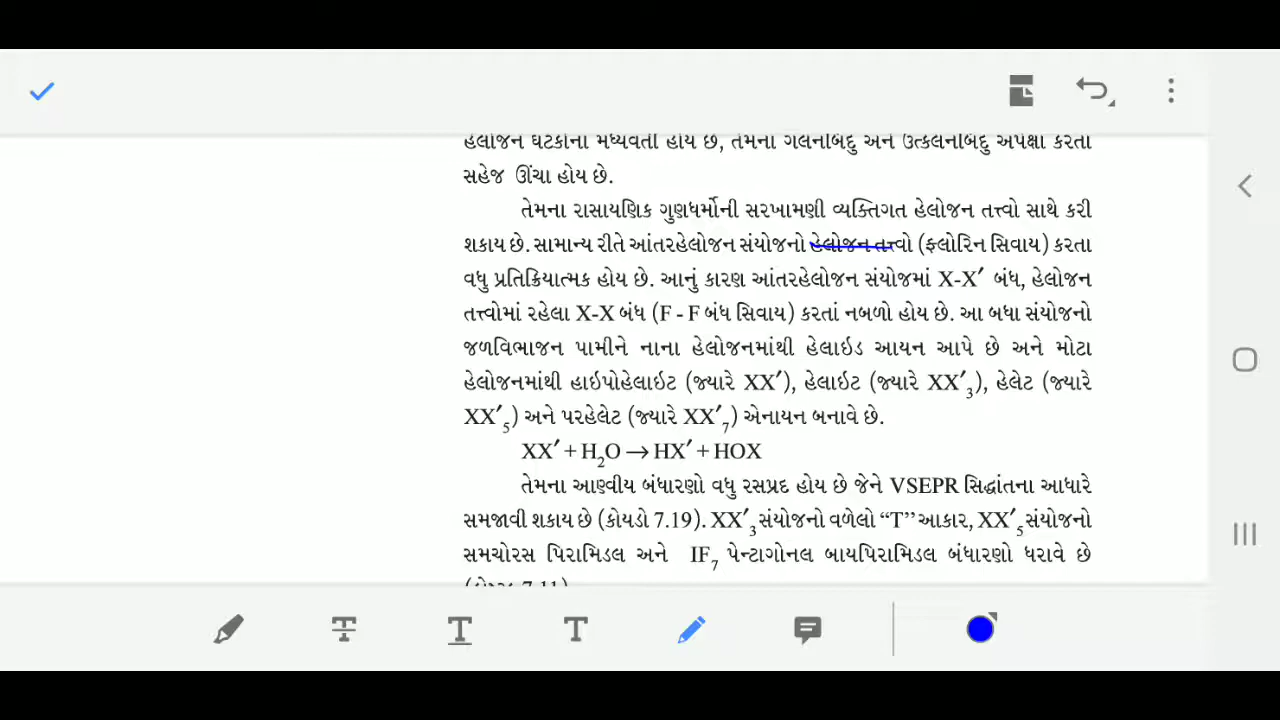 હેલોજન ઘટકોના મધ્યવર્તી હોય છે, તેમના ગલનબિંદુ અને ઉત્કલનબિંદુ અપેક્ષા કરતા
સહેજ ઊંચા હોય છે.
તેમના રાસાયણિક ગુણધર્મોની સરખામણી વ્યક્તિગત હેલોજન તત્ત્વો સાથે કરી
શકાય છે. સામાન્ય રીતે આંતરહેલોજન સંયોજનો હેલોજન તત્ત્વો (ફ્લોરિન સિવાય) કરતા
વધુ પ્રતિક્રિયાત્મક હોય છે. આનું કારણ આંતરહેલોજન સંયોજમાં X-X′ બંધ, હેલોજન
તત્ત્વોમાં રહેલા X-X બંધ (F - F બંધ સિવાય) કરતાં નબળો હોય છે. આ બધા સંયોજનો
જળવિભાજન પામીને નાના હેલોજનમાંથી હેલાઇડ આયન આપે છે અને મોટા
હેલોજનમાંથી હાઇપોહેલાઇટ (જ્યારે XX′), હેલાઇટ (જ્યારે XX′₃), હેલેટ (જ્યારે
XX′₅) અને પરહેલેટ (જ્યારે XX′₇) એનાયન બનાવે છે.
XX′ + H₂O → HX′ + HOX
તેમના આણ્વીય બંધારણો વધુ રસપ્રદ હોય છે જેને VSEPR સિદ્ધાંતના આધારે
સમજાવી શકાય છે (કોયડો 7.19). XX′₃ સંયોજનો વળેલો “T” આકાર, XX′₅ સંયોજનો
સમચોરસ પિરામિડલ અને IF₇ પેન્ટાગોનલ બાયપિરામિડલ બંધારણો ધરાવે છે